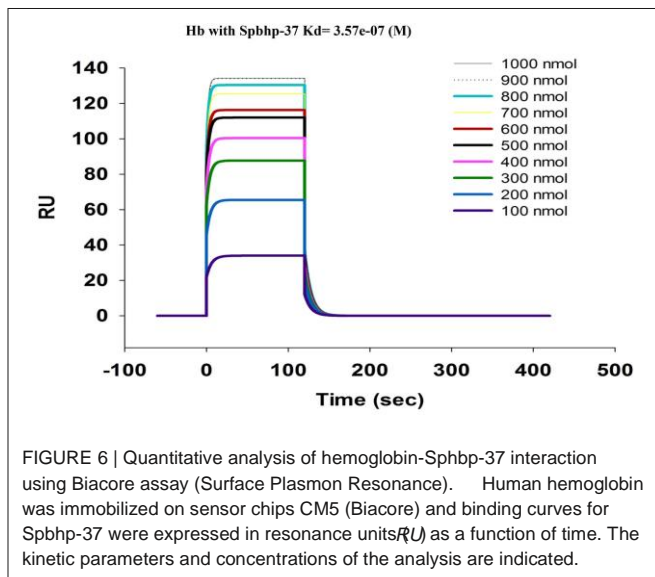 Hb with Spbhp-37 Kd= 3.57e-07 (M)
140
120
100
80
60
40
20
0
RU
1000 nmol
900 nmol
800 nmol
700 nmol
600 nmol
500 nmol
400 nmol
300 nmol
200 nmol
100 nmol
-100 0 100 200 300 400 500
Time (sec)
FIGURE 6 | Quantitative analysis of hemoglobin-Sphbp-37 interaction
using Biacore assay (Surface Plasmon Resonance). Human hemoglobin
was immobilized on sensor chips CM5 (Biacore) and binding curves for
Spbhp-37 were expressed in resonance units (RU) as a function of time. The
kinetic parameters and concentrations of the analysis are indicated.